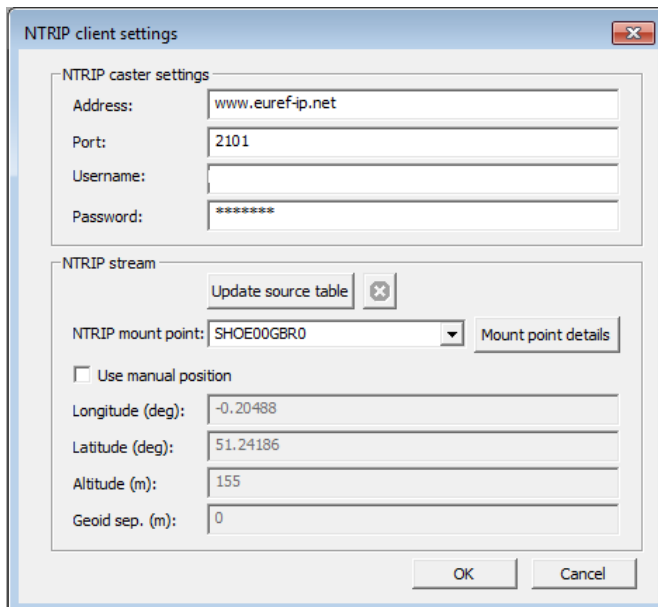 NTRIP client settings
NTRIP caster settings
Address: www.euref-ip.net
Port: 2101
Username:
Password: *******
NTRIP stream
Update source table
NTRIP mount point: SHOE00GBR0 Mount point details
Use manual position
Longitude (deg): -0.20488
Latitude (deg): 51.24186
Altitude (m): 155
Geoid sep. (m): 0
OK Cancel